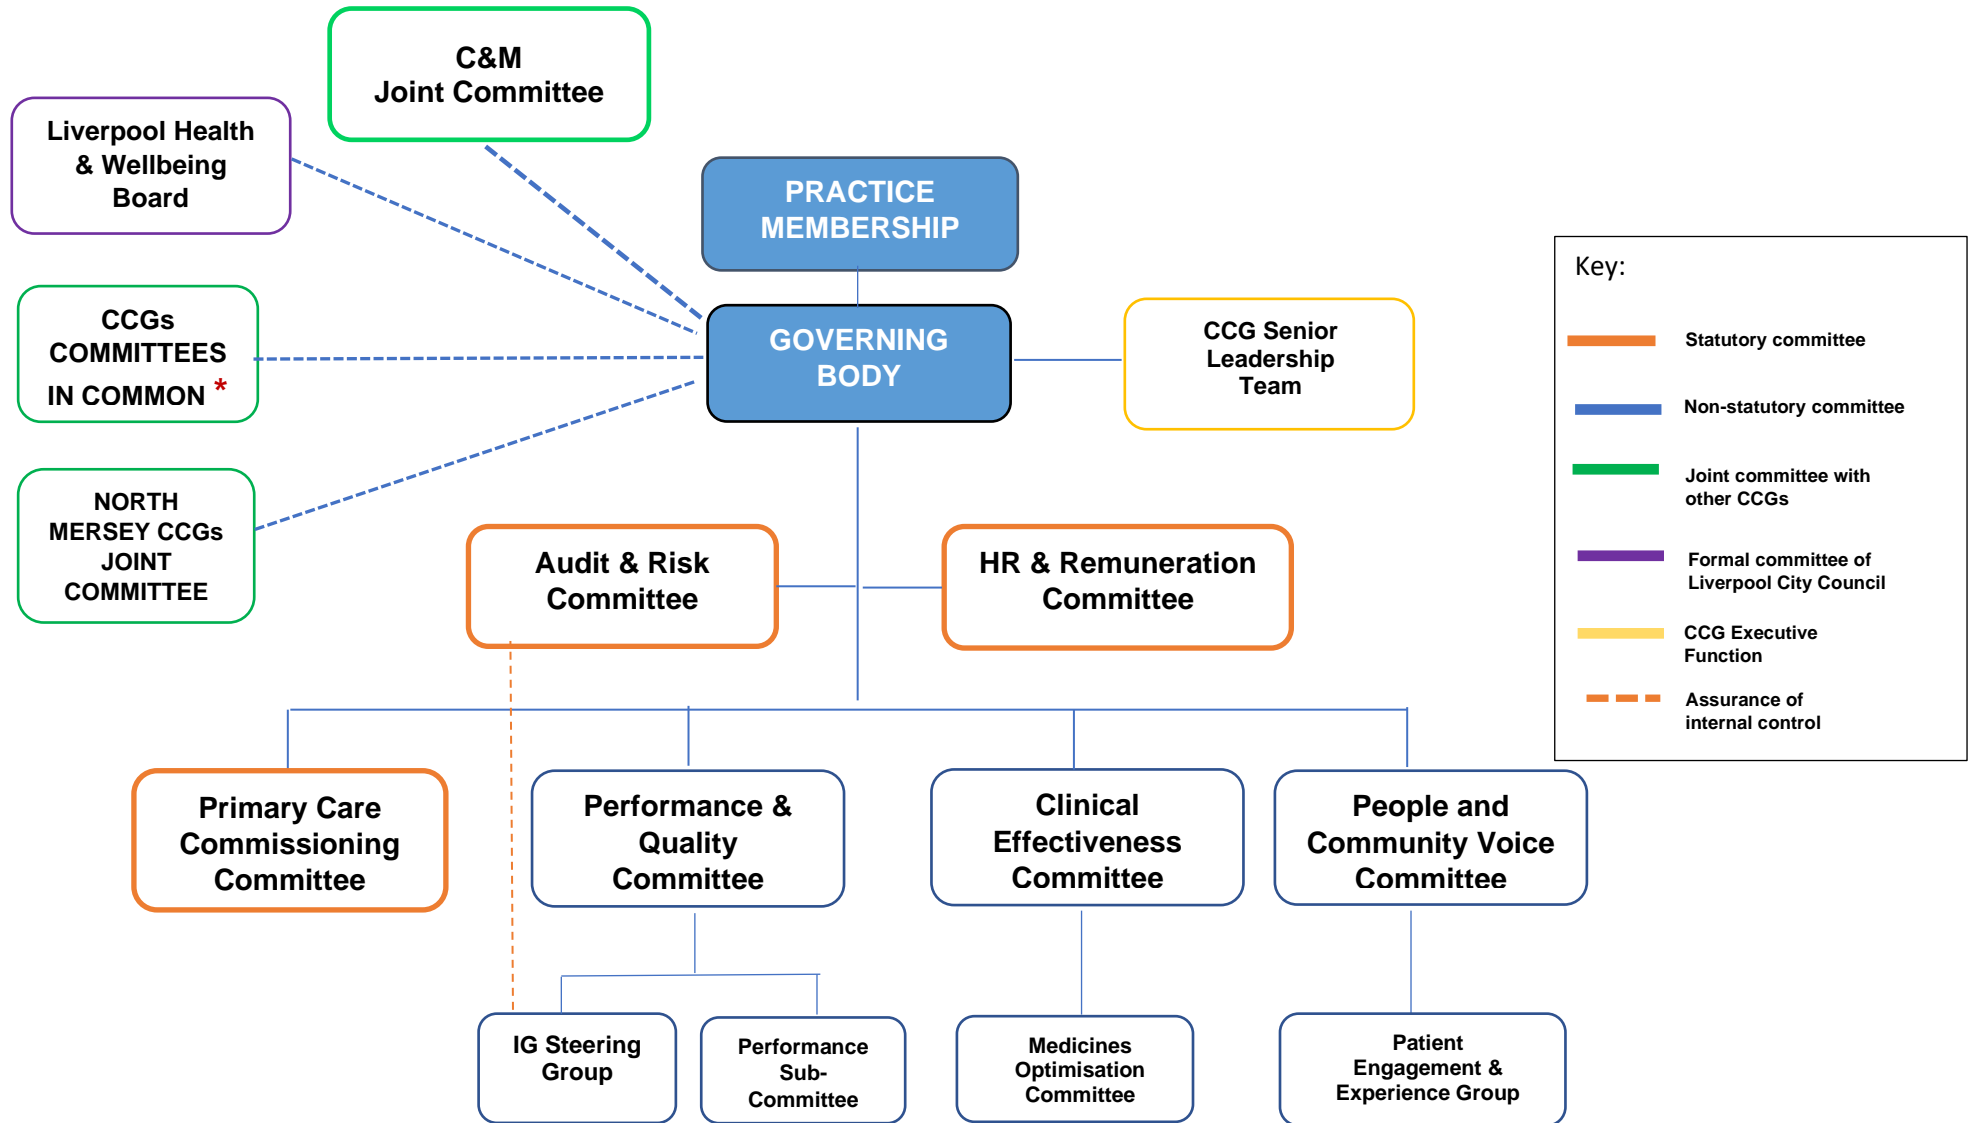 C&M
Joint Committee
Liverpool Health
& Wellbeing
Board
PRACTICE
MEMBERSHIP
CCGs
COMMITTEES
IN COMMON *
GOVERNING
BODY
CCG Senior
Leadership
Team
NORTH
MERSEY CCGs
JOINT
COMMITTEE
Audit & Risk
Committee
HR & Remuneration
Committee
Primary Care
Commissioning
Committee
Performance &
Quality
Committee
Clinical
Effectiveness
Committee
People and
Community Voice
Committee
IG Steering
Group
Performance
Sub-
Committee
Medicines
Optimisation
Committee
Patient
Engagement &
Experience Group
Key:
Statutory committee
Non-statutory committee
Joint committee with
other CCGs
Formal committee of
Liverpool City Council
CCG Executive
Function
Assurance of
internal control